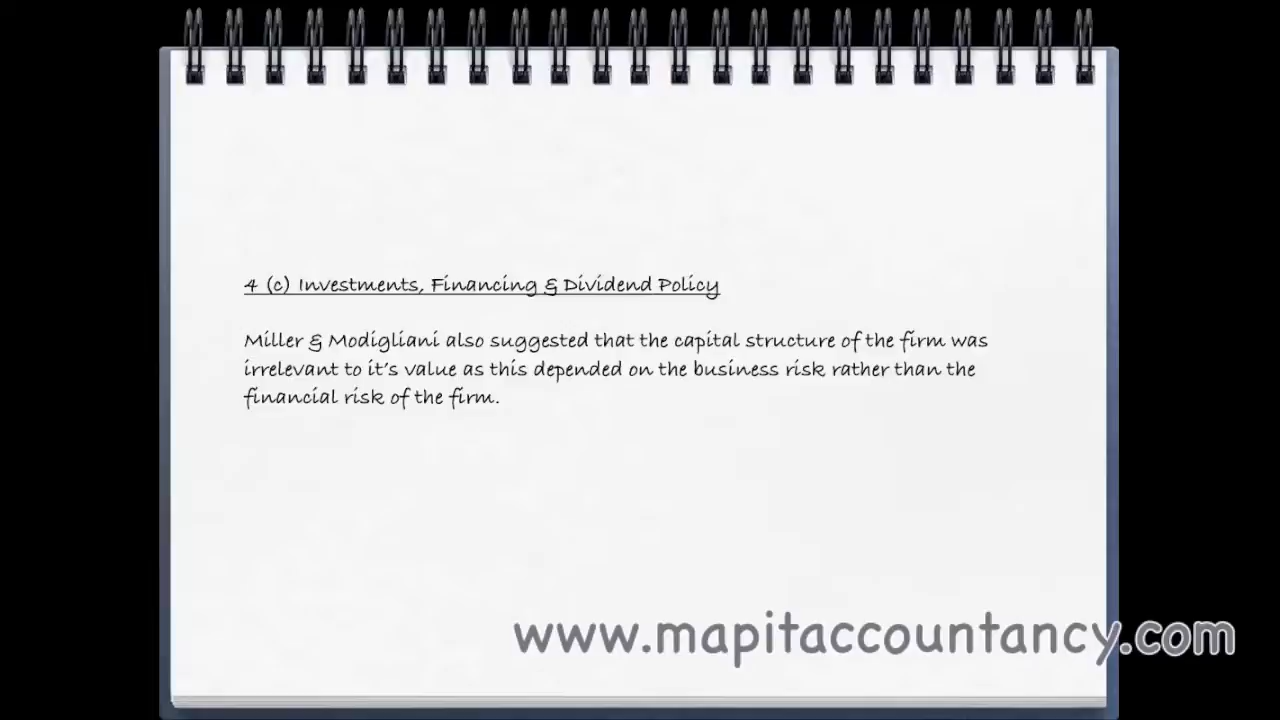 4 (c) Investments, Financing & Dividend Policy
Miller & Modigliani also suggested that the capital structure of the firm was
irrelevant to it's value as this depended on the business risk rather than the
financial risk of the firm.
www.mapitaccountancy.com